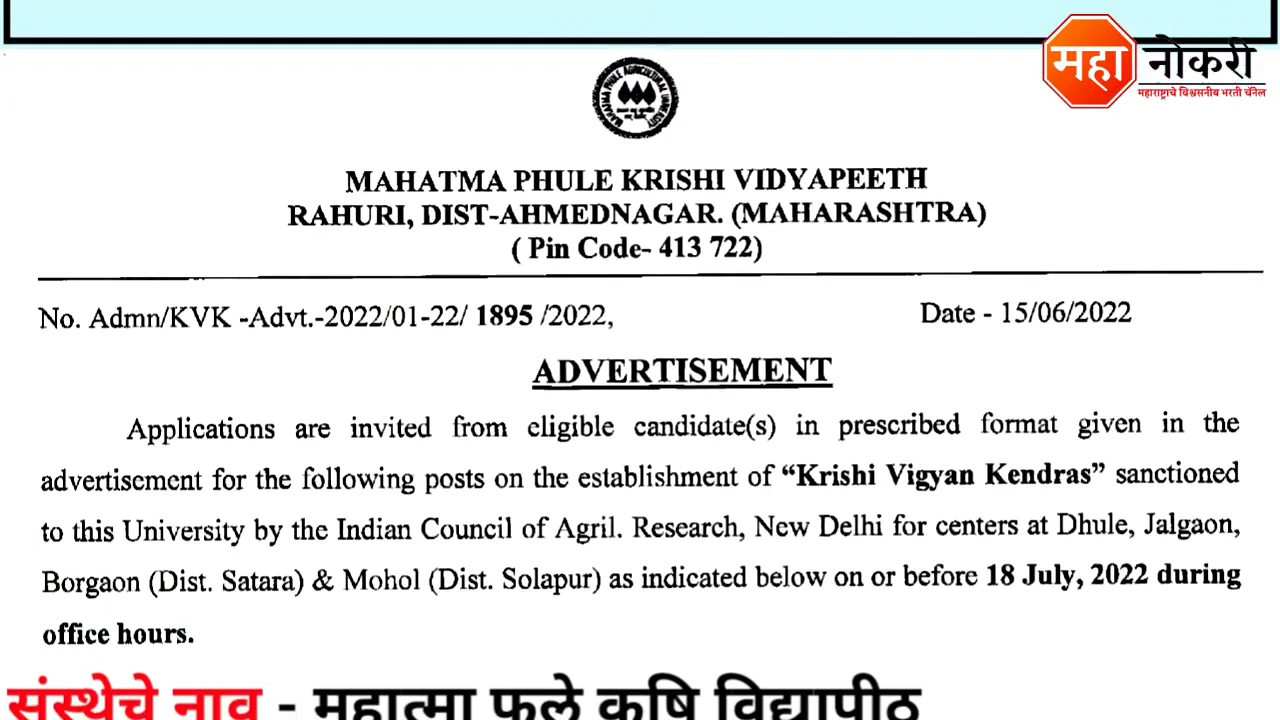 महा नोकरी
महाराष्ट्राचे विश्वसनीय भरती चॅनेल
MAHATMA PHULE KRISHI VIDYAPEETH
RAHURI, DIST-AHMEDNAGAR. (MAHARASHTRA)
( Pin Code- 413 722)
No. Admn/KVK -Advt.-2022/01-22/ 1895 /2022,
Date - 15/06/2022
ADVERTISEMENT
Applications are invited from eligible candidate(s) in prescribed format given in the
advertisement for the following posts on the establishment of “Krishi Vigyan Kendras” sanctioned
to this University by the Indian Council of Agril. Research, New Delhi for centers at Dhule, Jalgaon,
Borgaon (Dist. Satara) & Mohol (Dist. Solapur) as indicated below on or before 18 July, 2022 during
office hours.
संस्थेचे नाव - महात्मा फुले कृषि विद्यापीठ